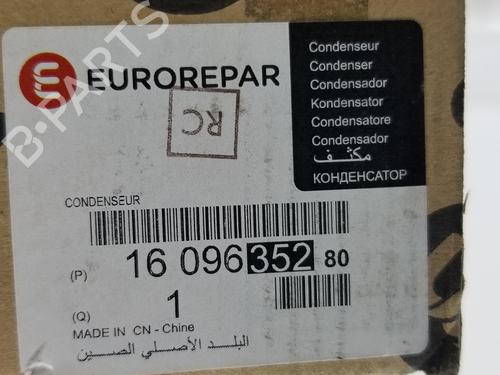 EUROREPAR
RC
Condenseur
Condenser
Condensador
Kondensator
Condensatore
Condensador
مكثف
КОНДЕНСАТОР
CONDENSEUR
(P) 16 096 352 80
(Q) 1
MADE IN CN - Chine
البلد الأصلي الصين
B-PARTS